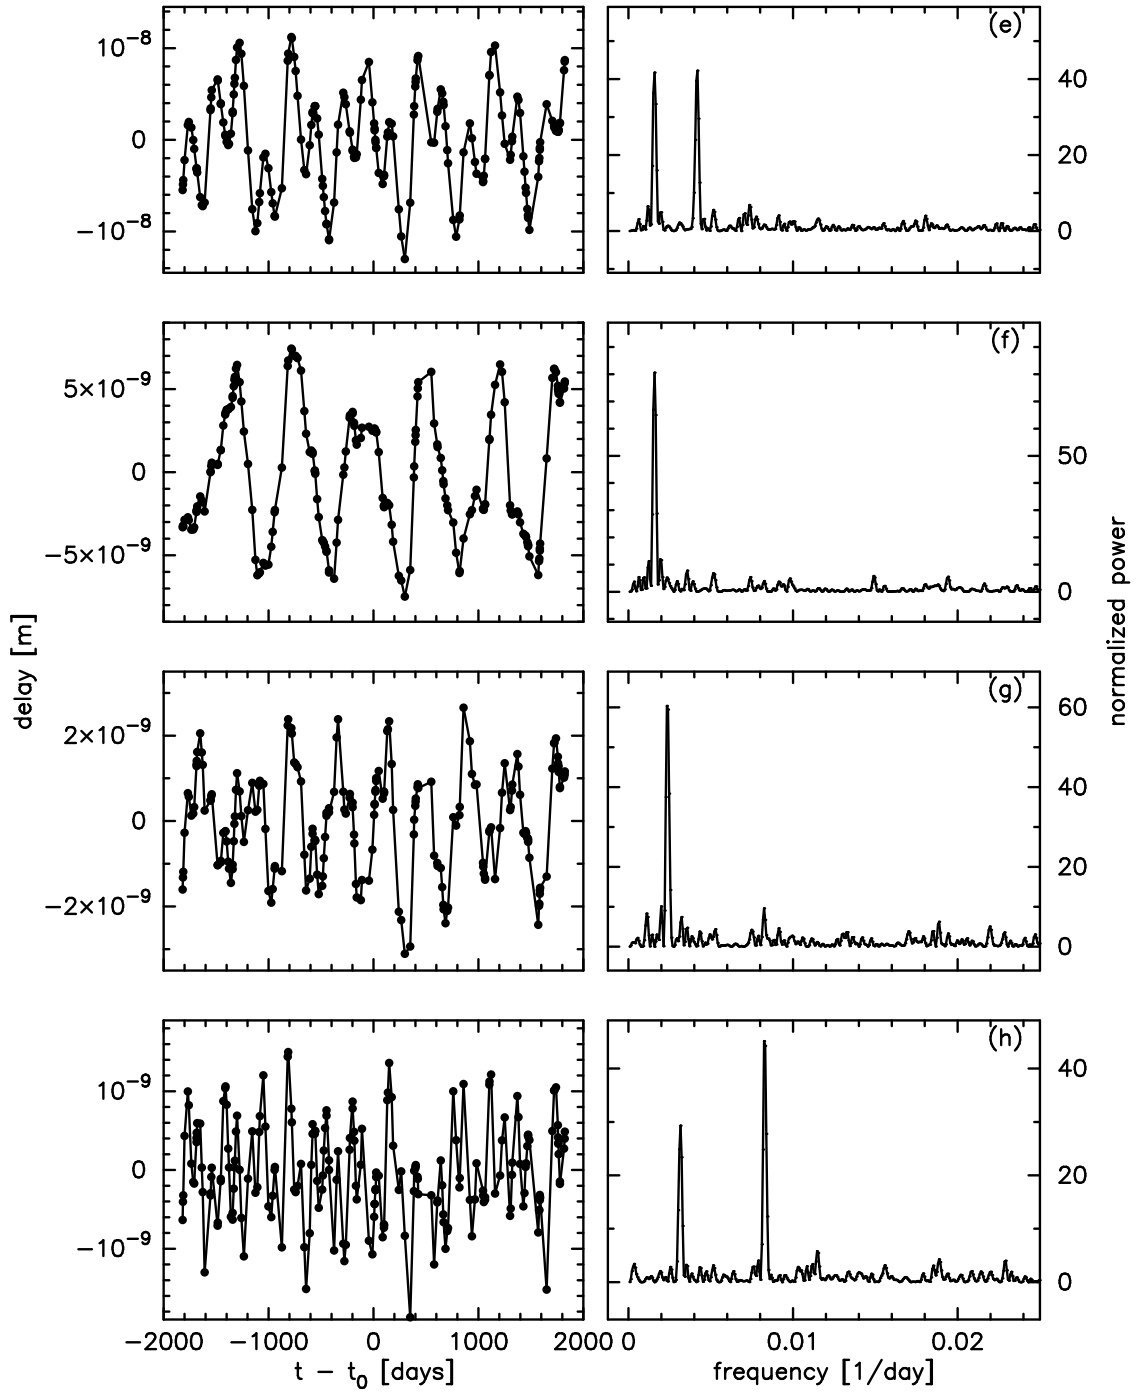 (e)
10⁻⁸
0
−10⁻⁸
40
20
0
(f)
5×10⁻⁹
0
−5×10⁻⁹
50
0
(g)
2×10⁻⁹
0
−2×10⁻⁹
60
40
20
0
(h)
10⁻⁹
0
−10⁻⁹
40
20
0
delay [m]
normalized power
−2000 −1000 0 1000 2000
0 0.01 0.02
t − t₀ [days]
frequency [1/day]